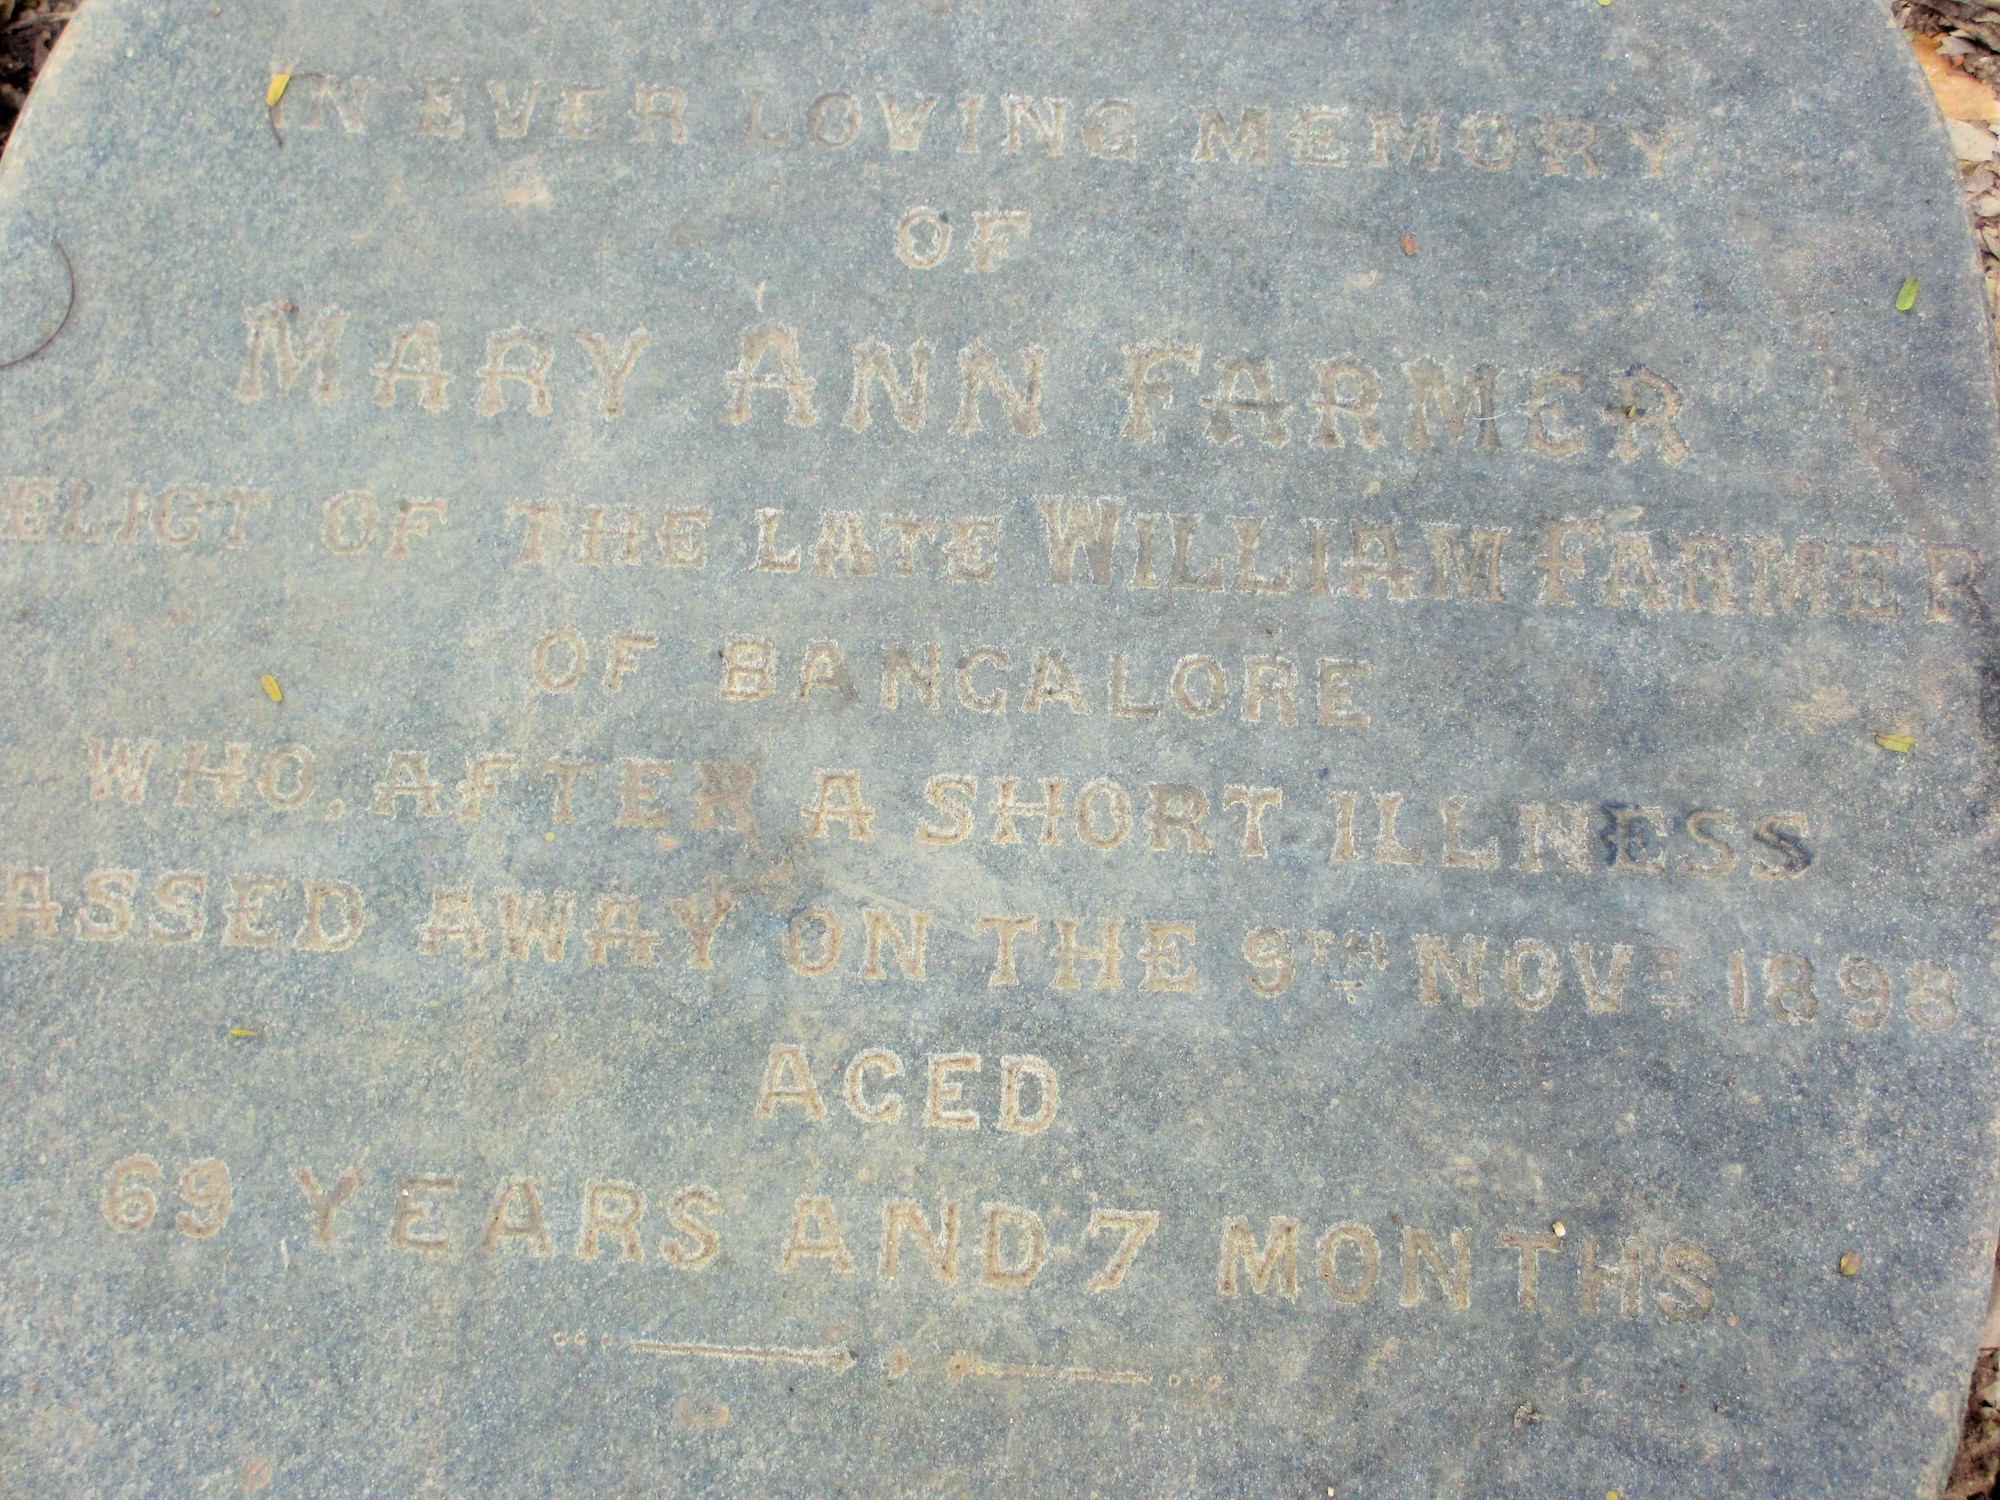 IN EVER LOVING MEMORY
OF
MARY ANN FARMER
ELICT OF THE LATE WILLIAM FARMER
OF BANGALORE
WHO, AFTER A SHORT ILLNESS
ASSED AWAY ON THE 9TH NOVR 1898
AGED
69 YEARS AND 7 MONTHS